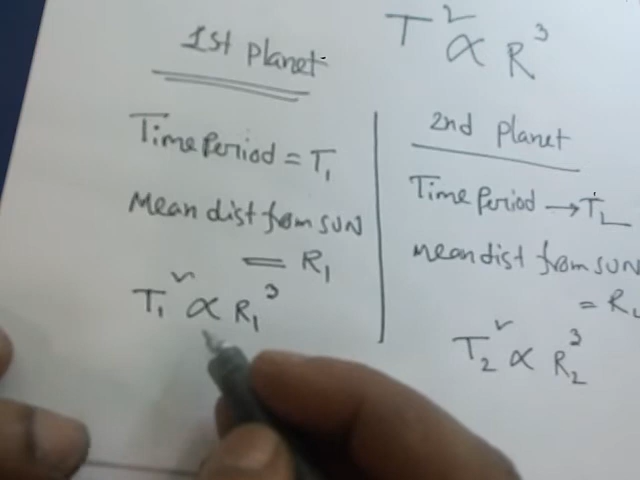 T² ∝ R³
1st Planet
Time Period = T₁
Mean dist from SUN
= R₁
T₁² ∝ R₁³
2nd Planet
Time Period → T₂
mean dist from SUN
= R₂
T₂² ∝ R₂³